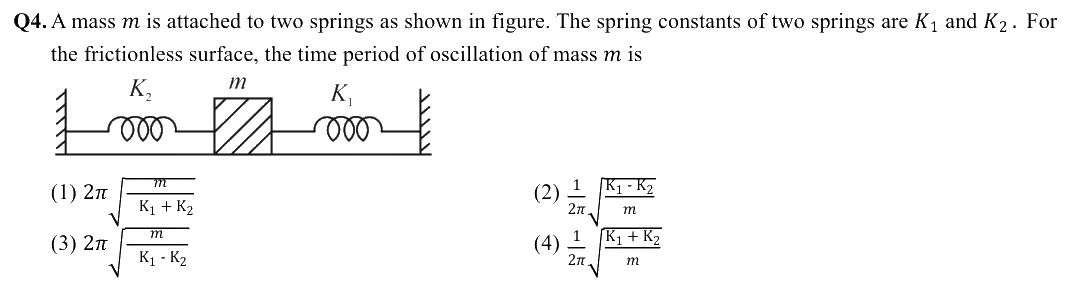 Q4. A mass m is attached to two springs as shown in figure. The spring constants of two springs are K₁ and K₂. For
the frictionless surface, the time period of oscillation of mass m is
K₂ m K₁
(1) 2π √(m / (K₁ + K₂)) (2) 1/2π √((K₁ - K₂) / m)
(3) 2π √(m / (K₁ - K₂)) (4) 1/2π √((K₁ + K₂) / m)